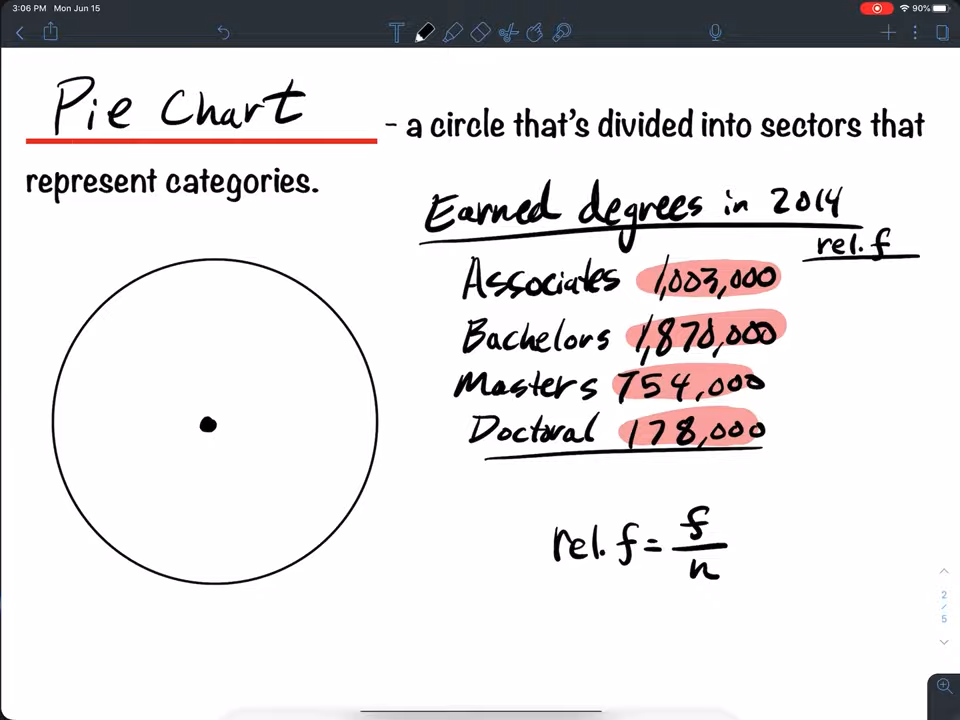 3:06 PM Mon Jun 15
90%
Pie Chart - a circle that's divided into sectors that
represent categories.
Earned degrees in 2014
rel. f
Associates 1,003,000
Bachelors 1,870,000
Masters 754,000
Doctoral 178,000
rel. f = f/n
2
/
5